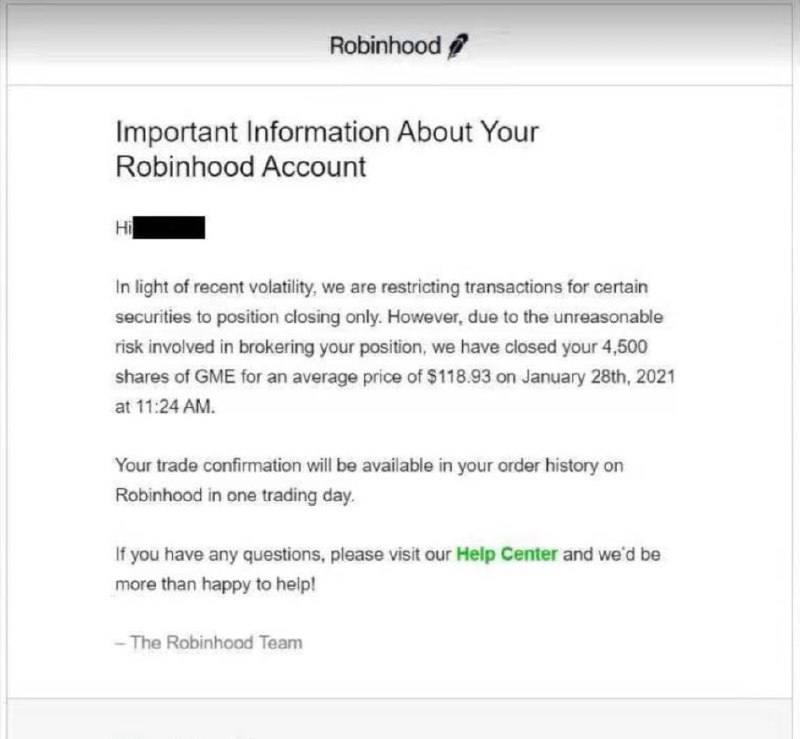 Robinhood
Important Information About Your
Robinhood Account
Hi
In light of recent volatility, we are restricting transactions for certain
securities to position closing only. However, due to the unreasonable
risk involved in brokering your position, we have closed your 4,500
shares of GME for an average price of $118.93 on January 28th, 2021
at 11:24 AM.
Your trade confirmation will be available in your order history on
Robinhood in one trading day.
If you have any questions, please visit our Help Center and we'd be
more than happy to help!
– The Robinhood Team